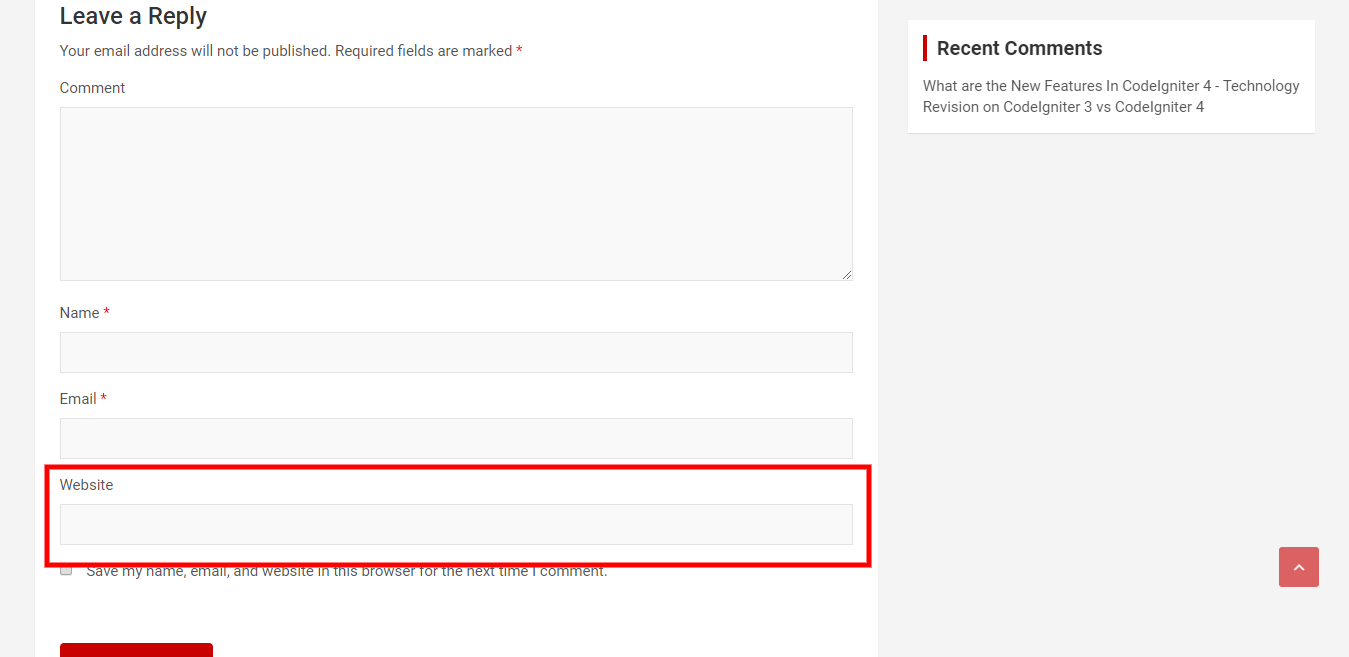 Leave a Reply
Your email address will not be published. Required fields are marked *
Comment
Name *
Email *
Website
Save my name, email, and website in this browser for the next time I comment.
Recent Comments
What are the New Features In CodeIgniter 4 - Technology
Revision on CodeIgniter 3 vs CodeIgniter 4